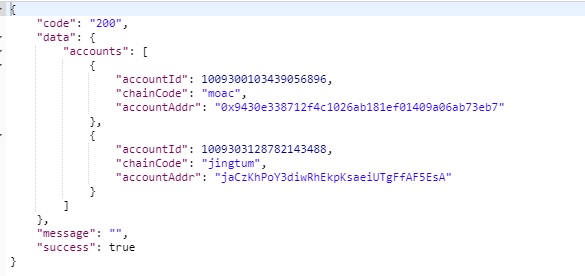 {
    "code": "200",
    "data": {
        "accounts": [
            {
                "accountId": 1009300103439056896,
                "chainCode": "moac",
                "accountAddr": "0x9430e338712f4c1026ab181ef01409a06ab73eb7"
            },
            {
                "accountId": 1009303128782143488,
                "chainCode": "jingtum",
                "accountAddr": "jaCzKhPoY3diwRhEkpKsaeiUTgFfAF5EsA"
            }
        ]
    },
    "message": "",
    "success": true
}